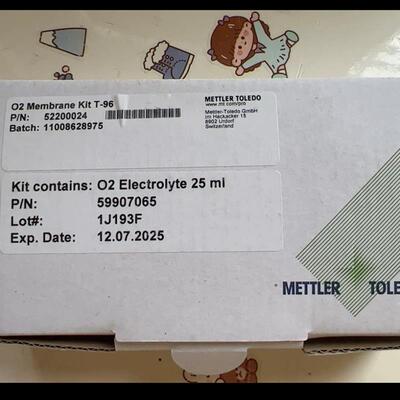 O2 Membrane Kit T-96
P/N: 52200024
Batch: 11008628975
METTLER TOLEDO
www.mt.com/pro
Mettler-Toledo GmbH
Im Hackacker 15
8902 Urdorf
Switzerland
Kit contains: O2 Electrolyte 25 ml
P/N: 59907065
Lot#: 1J193F
Exp. Date: 12.07.2025
METTLER TOLE